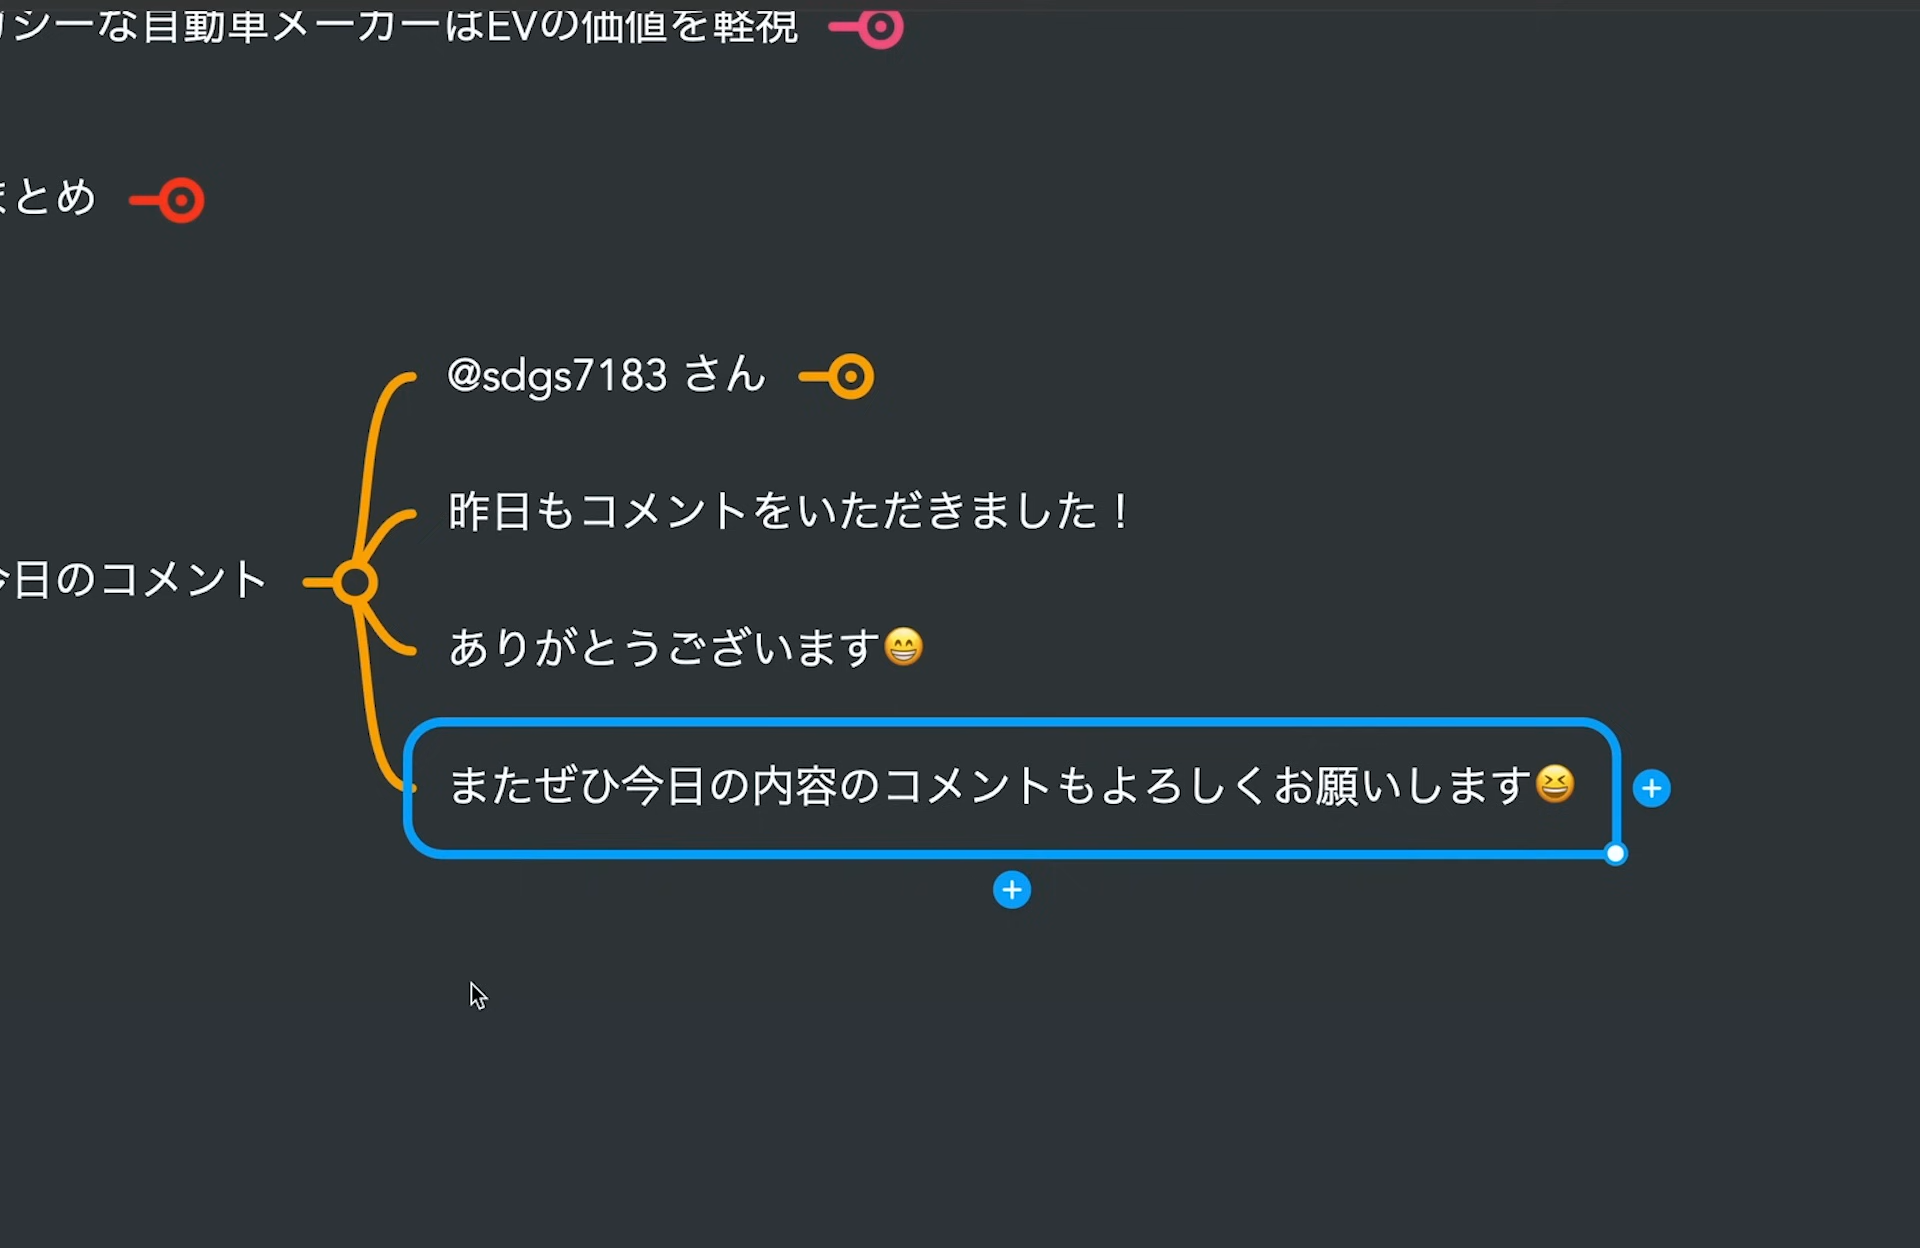 シーな自動車メーカーはEVの価値を軽視
まとめ
@sdgs7183 さん
昨日もコメントをいただきました！
今日のコメント
ありがとうございます😁
またぜひ今日の内容のコメントもよろしくお願いします😆